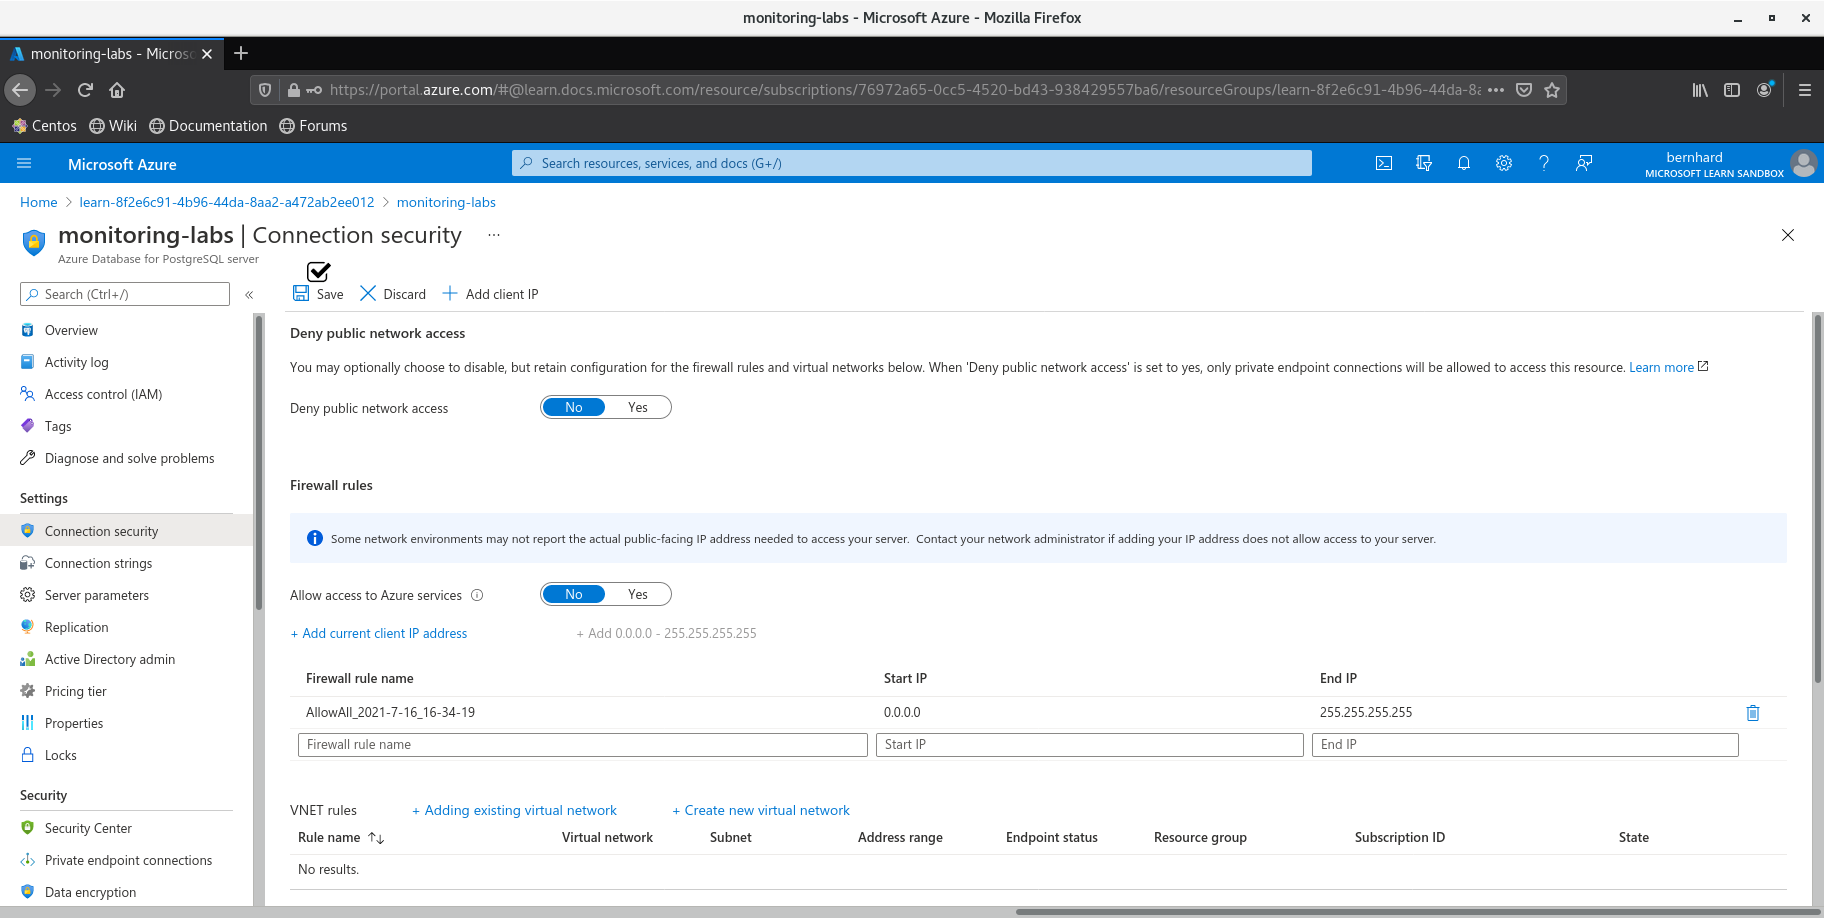 monitoring-labs - Microsoft Azure - Mozilla Firefox
monitoring-labs - Microsc
https://portal.azure.com/#@learn.docs.microsoft.com/resource/subscriptions/76972a65-0cc5-4520-bd43-938429557ba6/resourceGroups/learn-8f2e6c91-4b96-44da-8a
Centos Wiki Documentation Forums
Microsoft Azure
Search resources, services, and docs (G+/)
bernhard
MICROSOFT LEARN SANDBOX
Home > learn-8f2e6c91-4b96-44da-8aa2-a472ab2ee012 > monitoring-labs
monitoring-labs | Connection security ...
Azure Database for PostgreSQL server
Search (Ctrl+/) «
Overview
Activity log
Access control (IAM)
Tags
Diagnose and solve problems
Settings
Connection security
Connection strings
Server parameters
Replication
Active Directory admin
Pricing tier
Properties
Locks
Security
Security Center
Private endpoint connections
Data encryption
Save Discard + Add client IP
Deny public network access
You may optionally choose to disable, but retain configuration for the firewall rules and virtual networks below. When 'Deny public network access' is set to yes, only private endpoint connections will be allowed to access this resource. Learn more
Deny public network access No Yes
Firewall rules
Some network environments may not report the actual public-facing IP address needed to access your server. Contact your network administrator if adding your IP address does not allow access to your server.
Allow access to Azure services No Yes
+ Add current client IP address + Add 0.0.0.0 - 255.255.255.255
Firewall rule name Start IP End IP
AllowAll_2021-7-16_16-34-19 0.0.0.0 255.255.255.255
Firewall rule name Start IP End IP
VNET rules + Adding existing virtual network + Create new virtual network
Rule name ↑↓ Virtual network Subnet Address range Endpoint status Resource group Subscription ID State
No results.